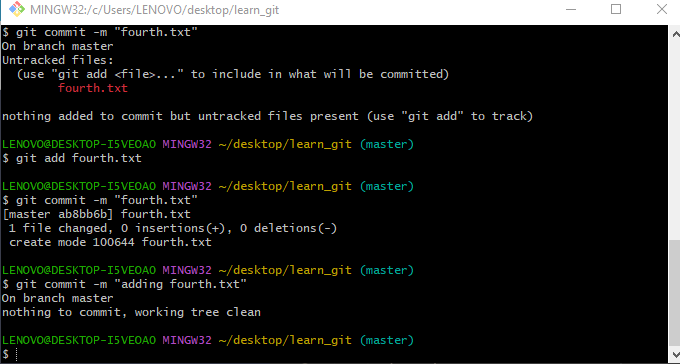 MINGW32:/c/Users/LENOVO/desktop/learn_git
$ git commit -m "fourth.txt"
On branch master
Untracked files:
  (use "git add <file>..." to include in what will be committed)
        fourth.txt

nothing added to commit but untracked files present (use "git add" to track)

LENOVO@DESKTOP-I5VEOAO MINGW32 ~/desktop/learn_git (master)
$ git add fourth.txt

LENOVO@DESKTOP-I5VEOAO MINGW32 ~/desktop/learn_git (master)
$ git commit -m "fourth.txt"
[master ab8bb6b] fourth.txt
 1 file changed, 0 insertions(+), 0 deletions(-)
 create mode 100644 fourth.txt

LENOVO@DESKTOP-I5VEOAO MINGW32 ~/desktop/learn_git (master)
$ git commit -m "adding fourth.txt"
On branch master
nothing to commit, working tree clean

LENOVO@DESKTOP-I5VEOAO MINGW32 ~/desktop/learn_git (master)
$